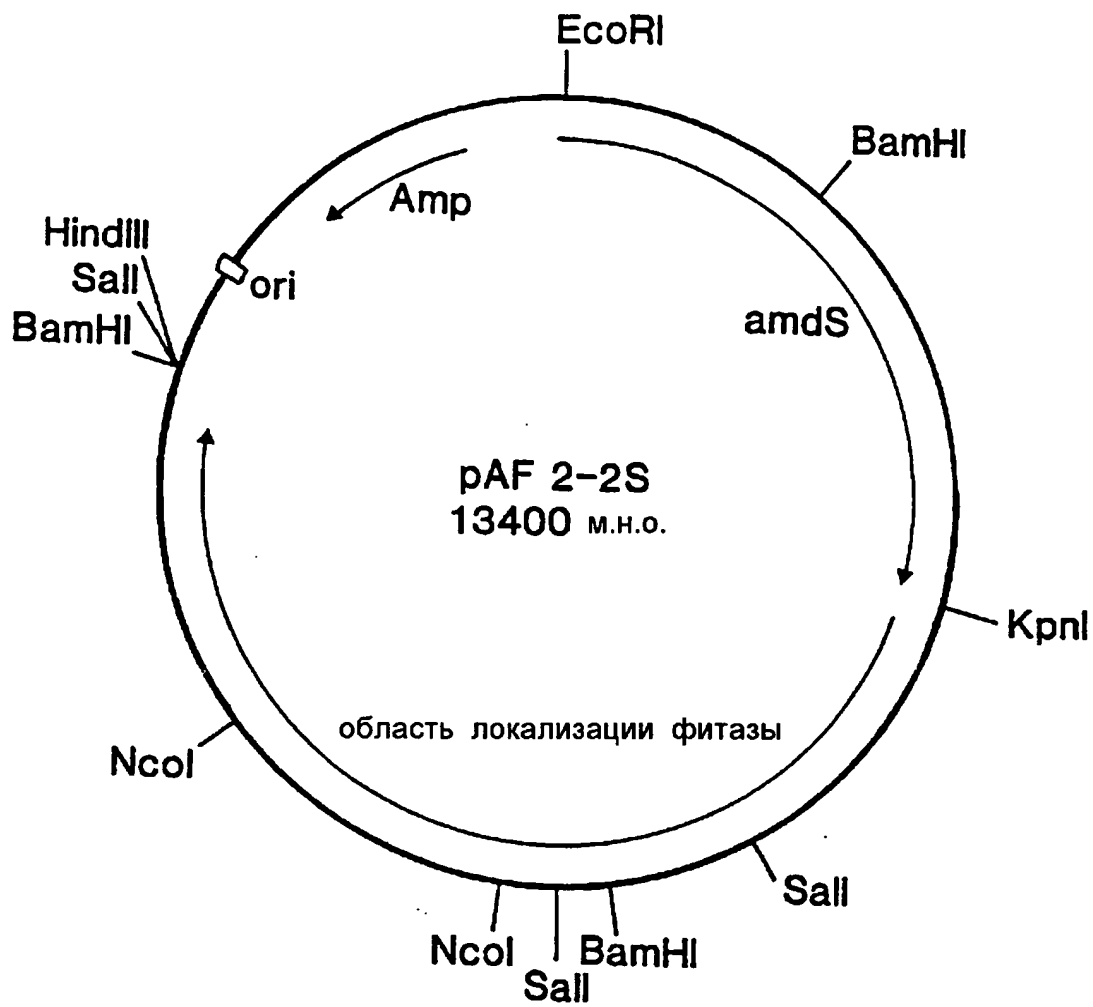 EcoRI
BamHI
Amp
HindIII
SalI
ori
BamHI
amdS
pAF 2-2S
13400 м.н.о.
KpnI
область локализации фитазы
NcoI
SalI
NcoI
BamHI
SalI